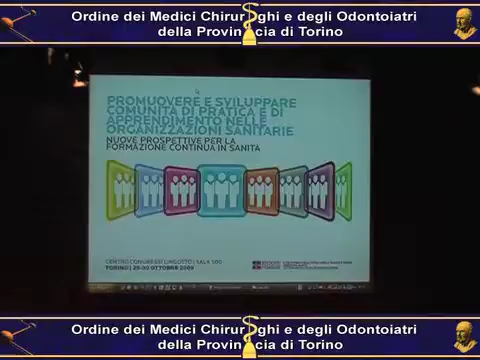 Ordine dei Medici Chirurghi e degli Odontoiatri
della Provincia di Torino
PROMUOVERE E SVILUPPARE
COMUNITÀ DI PRATICA E DI
APPRENDIMENTO NELLE
ORGANIZZAZIONI SANITARIE
NUOVE PROSPETTIVE PER LA
FORMAZIONE CONTINUA IN SANITÀ
CENTRO CONGRESSI LINGOTTO | SALA 500
TORINO | 29-30 OTTOBRE 2009
Ordine dei Medici Chirurghi e degli Odontoiatri
della Provincia di Torino